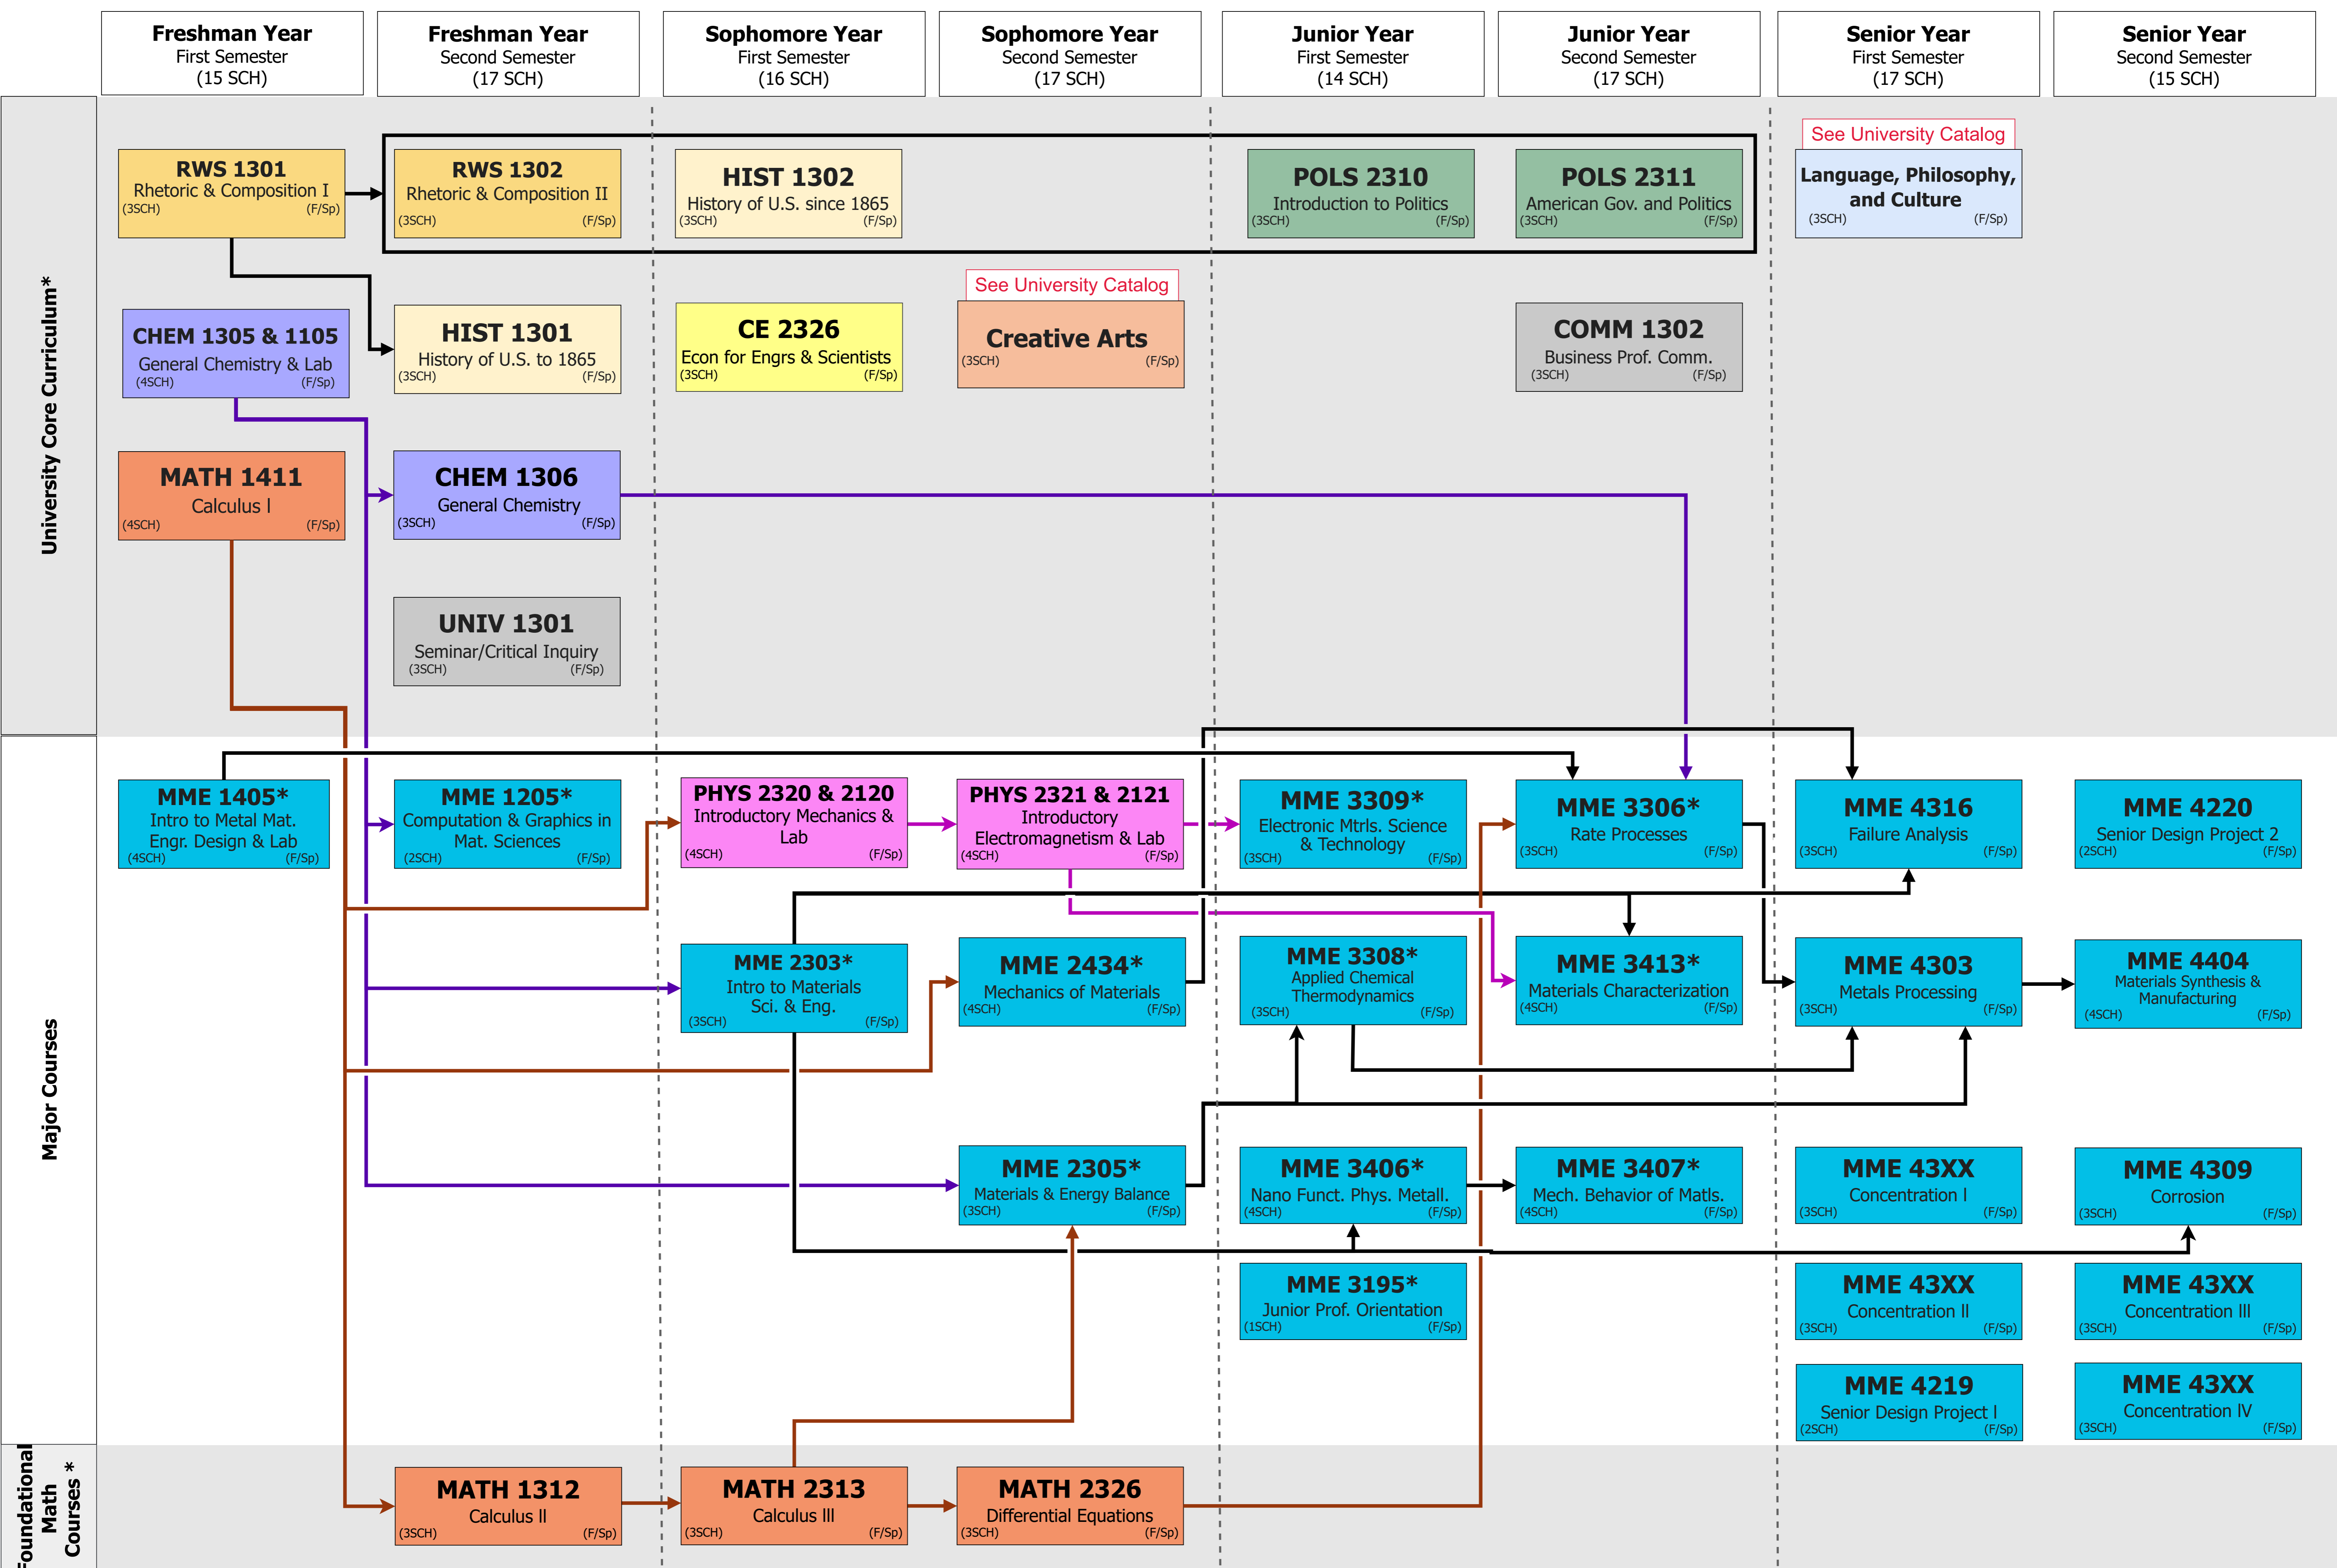 Freshman Year
First Semester
(15 SCH)
Freshman Year
Second Semester
(17 SCH)
Sophomore Year
First Semester
(16 SCH)
Sophomore Year
Second Semester
(17 SCH)
Junior Year
First Semester
(14 SCH)
Junior Year
Second Semester
(17 SCH)
Senior Year
First Semester
(17 SCH)
Senior Year
Second Semester
(15 SCH)
University Core Curriculum*
RWS 1301
Rhetoric & Composition I
(3SCH) (F/Sp)
RWS 1302
Rhetoric & Composition II
(3SCH) (F/Sp)
HIST 1302
History of U.S. since 1865
(3SCH) (F/Sp)
POLS 2310
Introduction to Politics
(3SCH) (F/Sp)
POLS 2311
American Gov. and Politics
(3SCH) (F/Sp)
See University Catalog
Language, Philosophy,
and Culture
(3SCH) (F/Sp)
CHEM 1305 & 1105
General Chemistry & Lab
(4SCH) (F/Sp)
HIST 1301
History of U.S. to 1865
(3SCH) (F/Sp)
CE 2326
Econ for Engrs & Scientists
(3SCH) (F/Sp)
See University Catalog
Creative Arts
(3SCH) (F/Sp)
COMM 1302
Business Prof. Comm.
(3SCH) (F/Sp)
MATH 1411
Calculus I
(4SCH) (F/Sp)
CHEM 1306
General Chemistry
(3SCH) (F/Sp)
UNIV 1301
Seminar/Critical Inquiry
(3SCH) (F/Sp)
Major Courses
MME 1405*
Intro to Metal Mat.
Engr. Design & Lab
(4SCH) (F/Sp)
MME 1205*
Computation & Graphics in
Mat. Sciences
(2SCH) (F/Sp)
PHYS 2320 & 2120
Introductory Mechanics &
Lab
(4SCH) (F/Sp)
PHYS 2321 & 2121
Introductory
Electromagnetism & Lab
(4SCH) (F/Sp)
MME 3309*
Electronic Mtrls. Science
& Technology
(3SCH) (F/Sp)
MME 3306*
Rate Processes
(3SCH) (F/Sp)
MME 4316
Failure Analysis
(3SCH) (F/Sp)
MME 4220
Senior Design Project 2
(2SCH) (F/Sp)
MME 2303*
Intro to Materials
Sci. & Eng.
(3SCH) (F/Sp)
MME 2434*
Mechanics of Materials
(4SCH) (F/Sp)
MME 3308*
Applied Chemical
Thermodynamics
(3SCH) (F/Sp)
MME 3413*
Materials Characterization
(4SCH) (F/Sp)
MME 4303
Metals Processing
(3SCH) (F/Sp)
MME 4404
Materials Synthesis &
Manufacturing
(4SCH) (F/Sp)
MME 2305*
Materials & Energy Balance
(3SCH) (F/Sp)
MME 3406*
Nano Funct. Phys. Metall.
(4SCH) (F/Sp)
MME 3407*
Mech. Behavior of Matls.
(4SCH) (F/Sp)
MME 43XX
Concentration I
(3SCH) (F/Sp)
MME 4309
Corrosion
(3SCH) (F/Sp)
MME 3195*
Junior Prof. Orientation
(1SCH) (F/Sp)
MME 43XX
Concentration II
(3SCH) (F/Sp)
MME 43XX
Concentration III
(3SCH) (F/Sp)
MME 4219
Senior Design Project I
(2SCH) (F/Sp)
MME 43XX
Concentration IV
(3SCH) (F/Sp)
Foundational
Math
Courses *
MATH 1312
Calculus II
(3SCH) (F/Sp)
MATH 2313
Calculus III
(3SCH) (F/Sp)
MATH 2326
Differential Equations
(3SCH) (F/Sp)